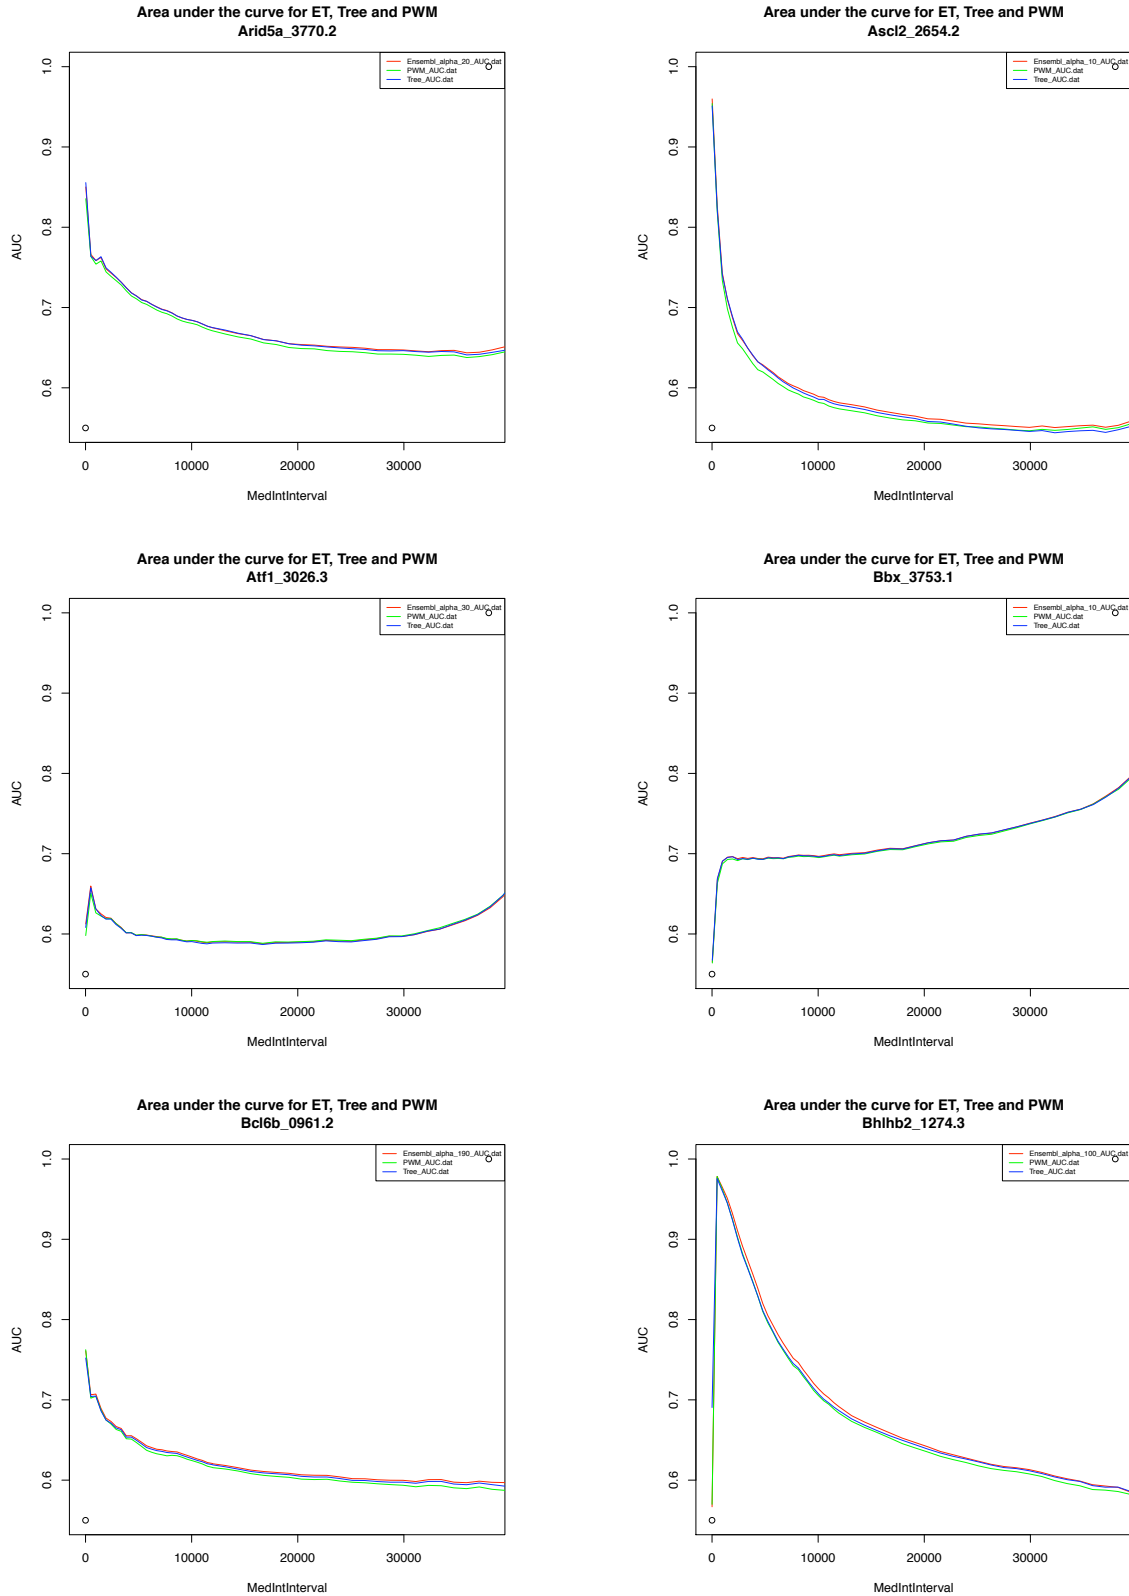 Area under the curve for ET, Tree and PWM
Arid5a_3770.2
Ensembl_alpha_20_AUC.dat
PWM_AUC.dat
Tree_AUC.dat
1.0
0.9
0.8
0.7
0.6
AUC
0 10000 20000 30000
MedIntInterval
Area under the curve for ET, Tree and PWM
Ascl2_2654.2
Ensembl_alpha_10_AUC.dat
PWM_AUC.dat
Tree_AUC.dat
1.0
0.9
0.8
0.7
0.6
AUC
0 10000 20000 30000
MedIntInterval
Area under the curve for ET, Tree and PWM
Atf1_3026.3
Ensembl_alpha_30_AUC.dat
PWM_AUC.dat
Tree_AUC.dat
1.0
0.9
0.8
0.7
0.6
AUC
0 10000 20000 30000
MedIntInterval
Area under the curve for ET, Tree and PWM
Bbx_3753.1
Ensembl_alpha_10_AUC.dat
PWM_AUC.dat
Tree_AUC.dat
1.0
0.9
0.8
0.7
0.6
AUC
0 10000 20000 30000
MedIntInterval
Area under the curve for ET, Tree and PWM
Bcl6b_0961.2
Ensembl_alpha_190_AUC.dat
PWM_AUC.dat
Tree_AUC.dat
1.0
0.9
0.8
0.7
0.6
AUC
0 10000 20000 30000
MedIntInterval
Area under the curve for ET, Tree and PWM
Bhlhb2_1274.3
Ensembl_alpha_100_AUC.dat
PWM_AUC.dat
Tree_AUC.dat
1.0
0.9
0.8
0.7
0.6
AUC
0 10000 20000 30000
MedIntInterval